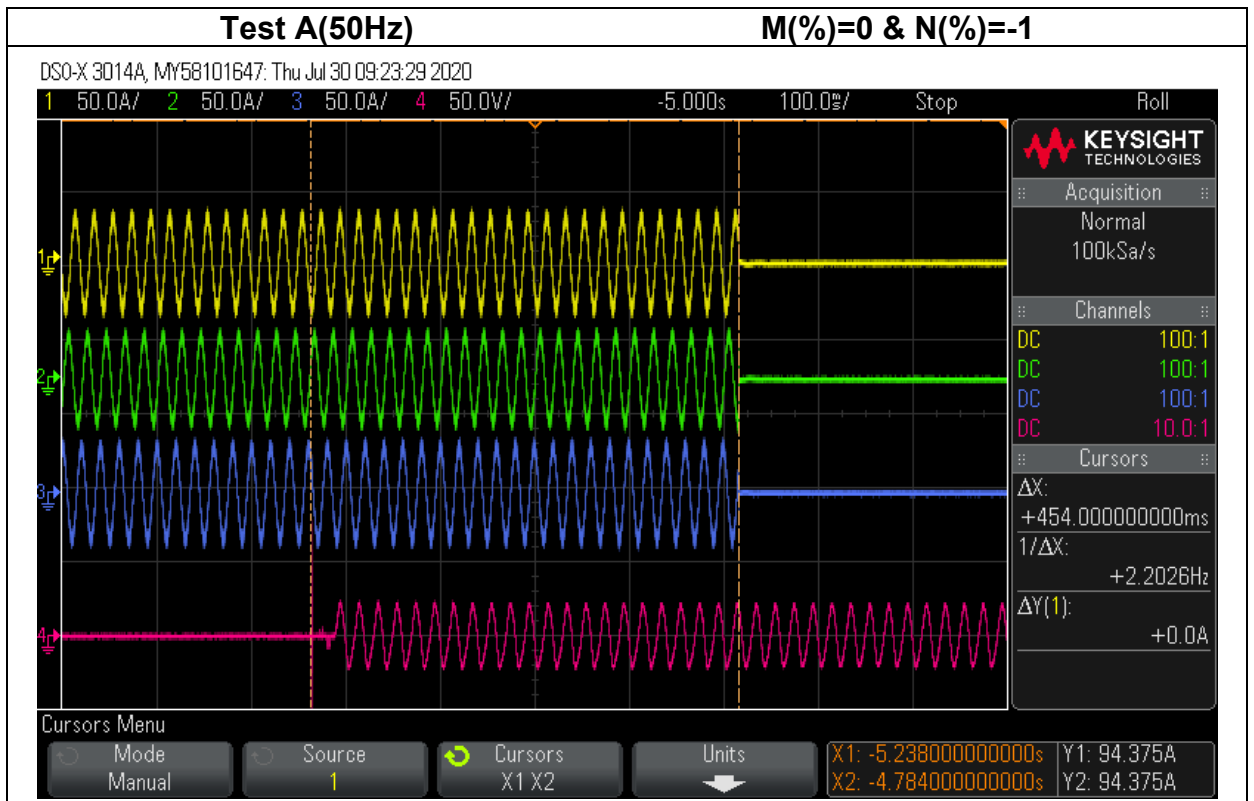 Test A(50Hz) M(%)=0 & N(%)=-1
DSO-X 3014A, MY58101647: Thu Jul 30 09:23:29 2020
1 50.0A/ 2 50.0A/ 3 50.0A/ 4 50.0V/ -5.000s 100.0ms/ Stop Roll
KEYSIGHT
TECHNOLOGIES
Acquisition
Normal
100kSa/s
Channels
DC 100:1
DC 100:1
DC 100:1
DC 10.0:1
Cursors
ΔX:
+454.000000000ms
1/ΔX:
+2.2026Hz
ΔY(1):
+0.0A
1
2
3
4
Cursors Menu
Mode
Manual
Source
1
Cursors
X1 X2
Units
X1: -5.238000000000s Y1: 94.375A
X2: -4.784000000000s Y2: 94.375A